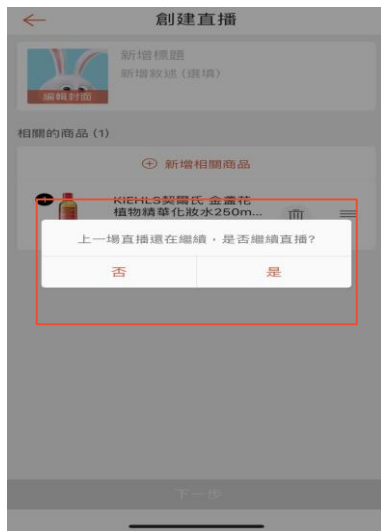 創建直播
新增標題
新增敘述 (選填)
編輯封面
相關的商品 (1)
新增相關商品
1
KIEHLS契爾氏 金盞花
植物精華化妝水250m...
上一場直播還在繼續,是否繼續直播?
否
是
下一步